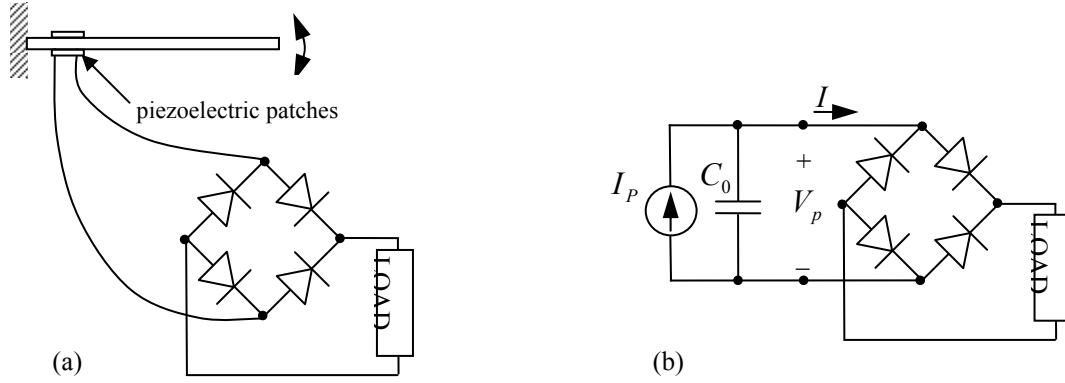 piezoelectric patches
LOAD
(a)
I
I_P
C_0
+
V_p
−
LOAD
(b)